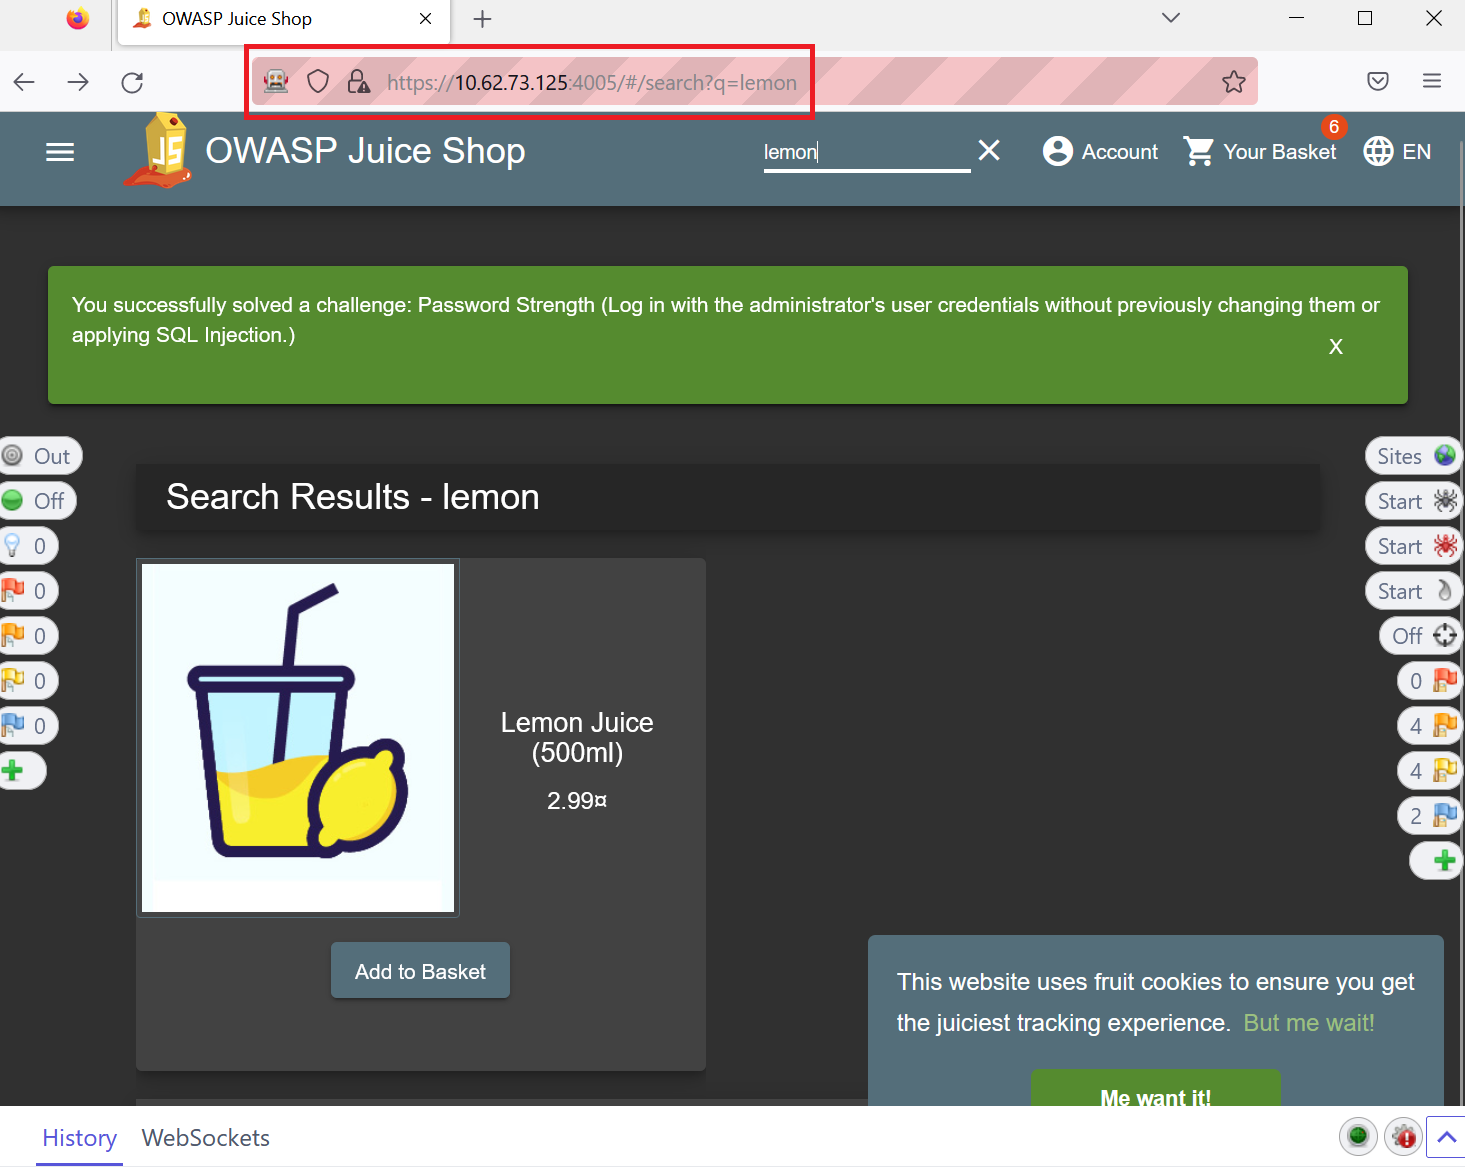 OWASP Juice Shop
https://10.62.73.125:4005/#/search?q=lemon
JS
OWASP Juice Shop
lemon
Account
6
Your Basket
EN
You successfully solved a challenge: Password Strength (Log in with the administrator's user credentials without previously changing them or
applying SQL Injection.)
X
Out
Off
0
0
0
0
0
Search Results - lemon
Lemon Juice
(500ml)
2.99¤
Add to Basket
Sites
Start
Start
Start
Off
0
4
4
2
This website uses fruit cookies to ensure you get
the juiciest tracking experience. But me wait!
Me want it!
History WebSockets